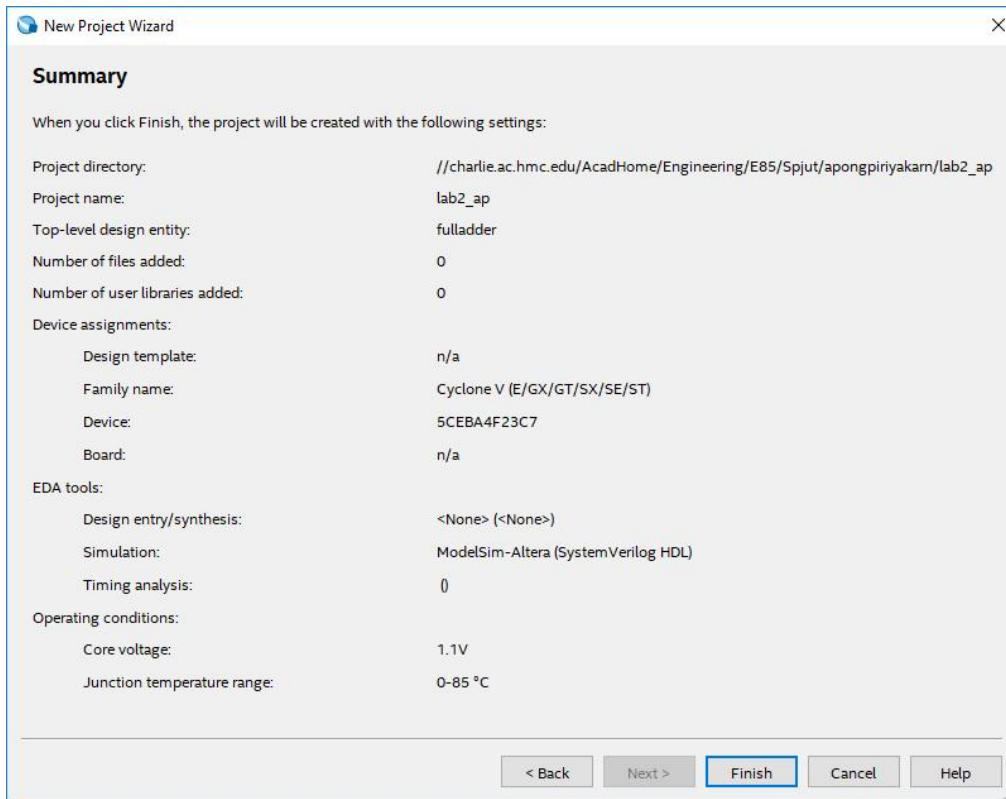 New Project Wizard
Summary
When you click Finish, the project will be created with the following settings:
Project directory: //charlie.ac.hmc.edu/AcadHome/Engineering/E85/Spjut/apongpiriyakarn/lab2_ap
Project name: lab2_ap
Top-level design entity: fulladder
Number of files added: 0
Number of user libraries added: 0
Device assignments:
Design template: n/a
Family name: Cyclone V (E/GX/GT/SX/SE/ST)
Device: 5CEBA4F23C7
Board: n/a
EDA tools:
Design entry/synthesis: <None> (<None>)
Simulation: ModelSim-Altera (SystemVerilog HDL)
Timing analysis: ()
Operating conditions:
Core voltage: 1.1V
Junction temperature range: 0-85 °C
< Back Next > Finish Cancel Help